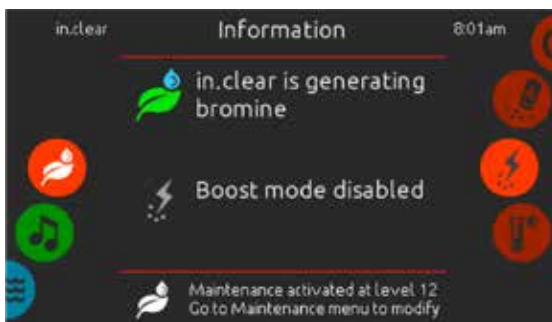 in.clear
Information
8:01am
in.clear is generating
bromine
Boost mode disabled
Maintenance activated at level 12
Go to Maintenance menu to modify